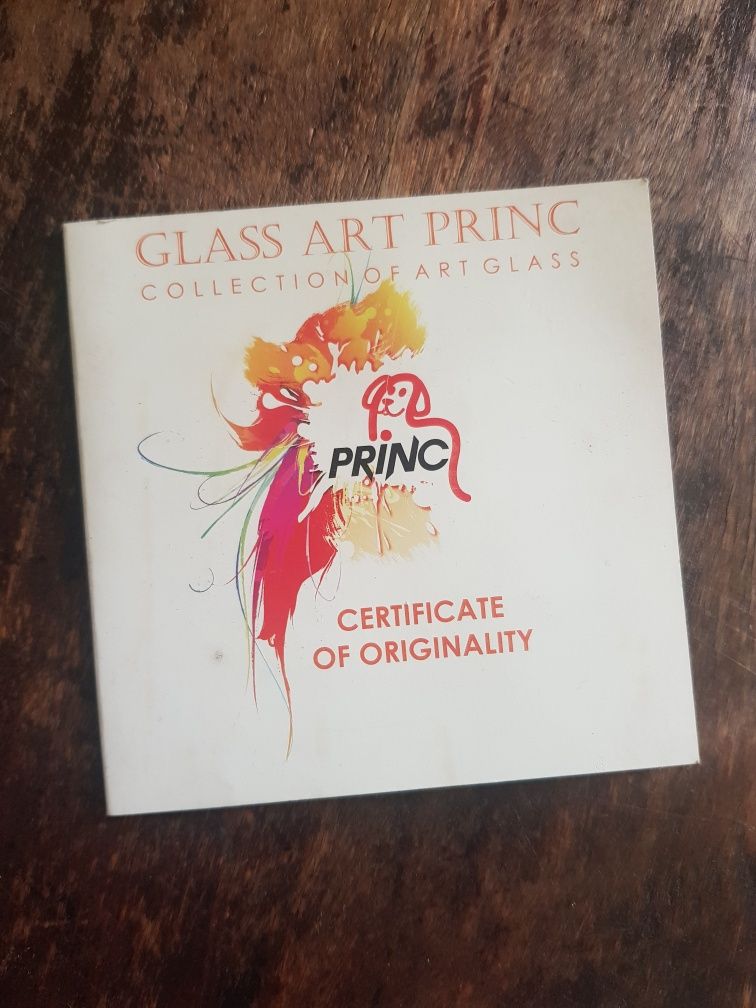 GLASS ART PRINC
COLLECTION OF ART GLASS
PRINC
CERTIFICATE
OF ORIGINALITY